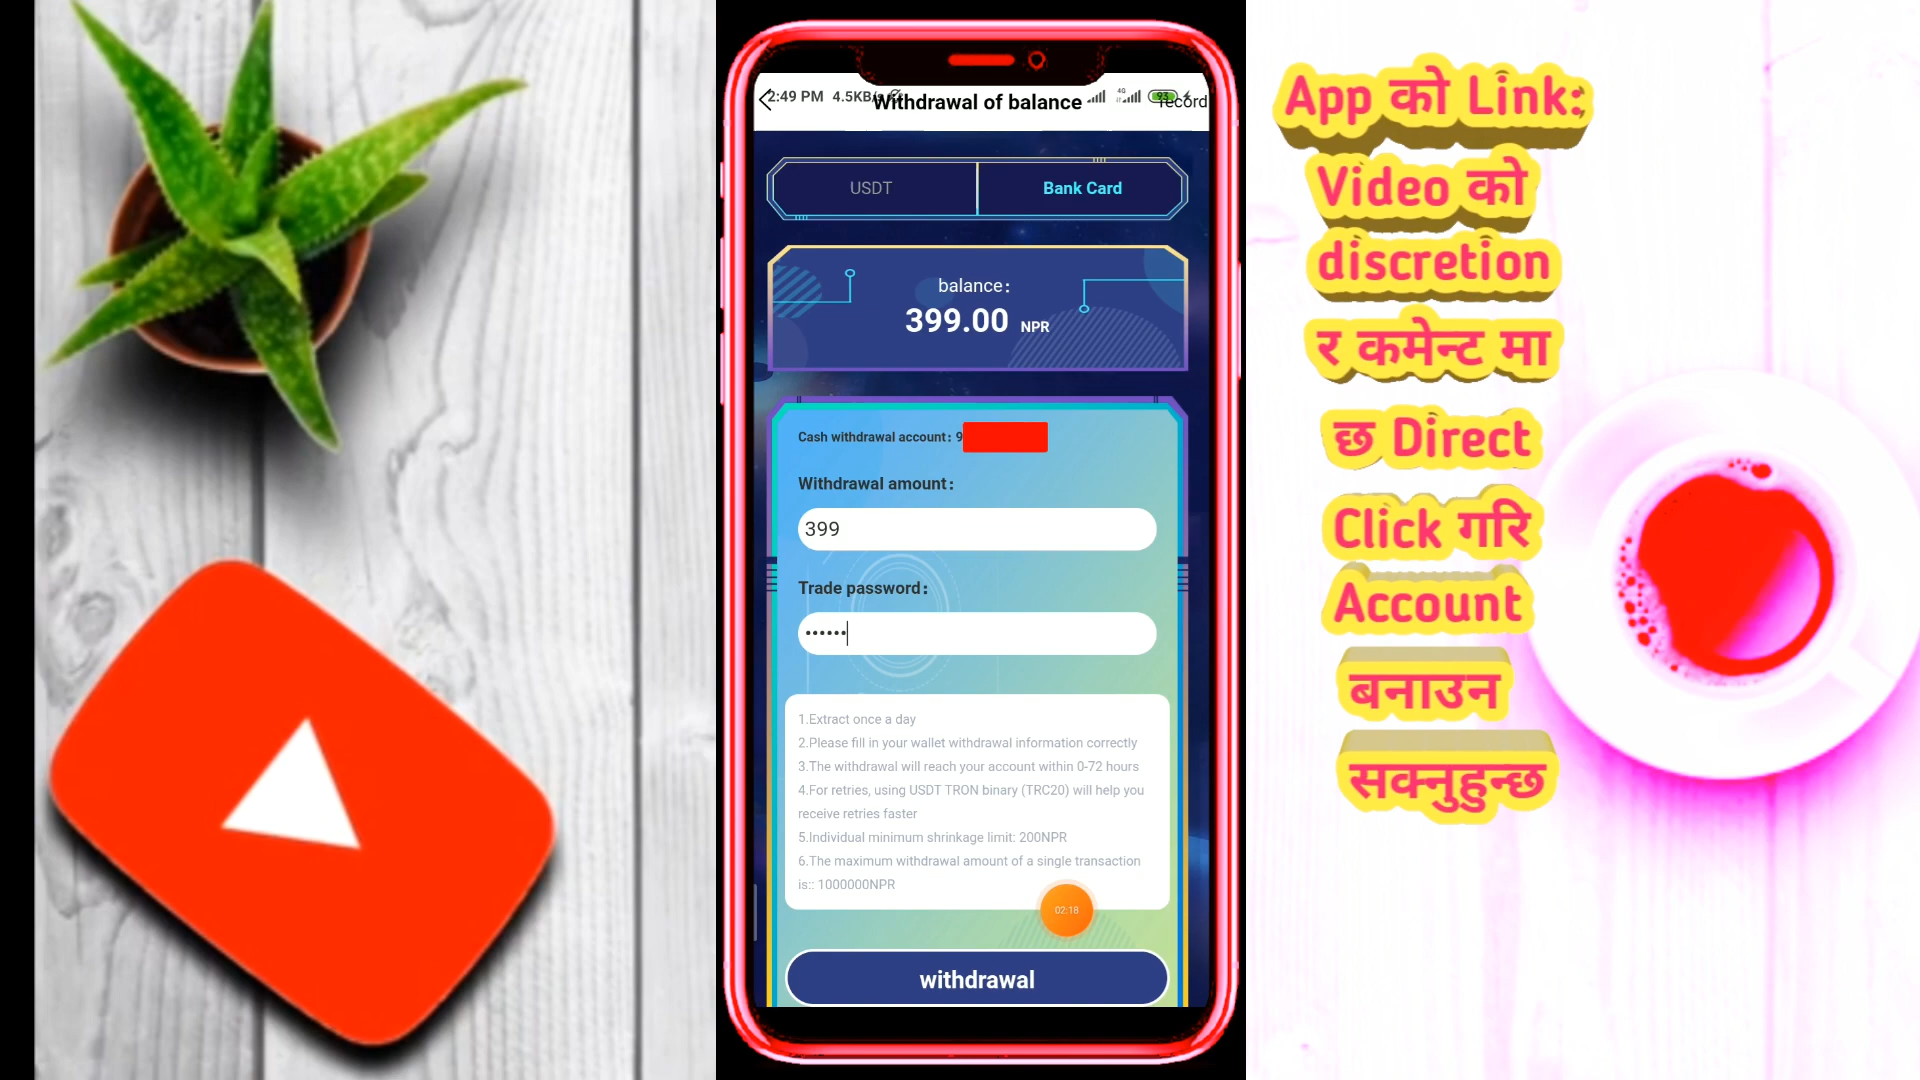 2:49 PM 4.5KB/s
Withdrawal of balance
record
4G
93
USDT
Bank Card
balance:
399.00 NPR
Cash withdrawal account: 9
Withdrawal amount:
399
Trade password:
••••••
1.Extract once a day
2.Please fill in your wallet withdrawal information correctly
3.The withdrawal will reach your account within 0-72 hours
4.For retries, using USDT TRON binary (TRC20) will help you
receive retries faster
5.Individual minimum shrinkage limit: 200NPR
6.The maximum withdrawal amount of a single transaction
is:: 1000000NPR
02:18
withdrawal
App को Link:
Video को
discretion
र कमेन्ट मा
छ Direct
Click गरि
Account
बनाउन
सक्नुहुन्छ